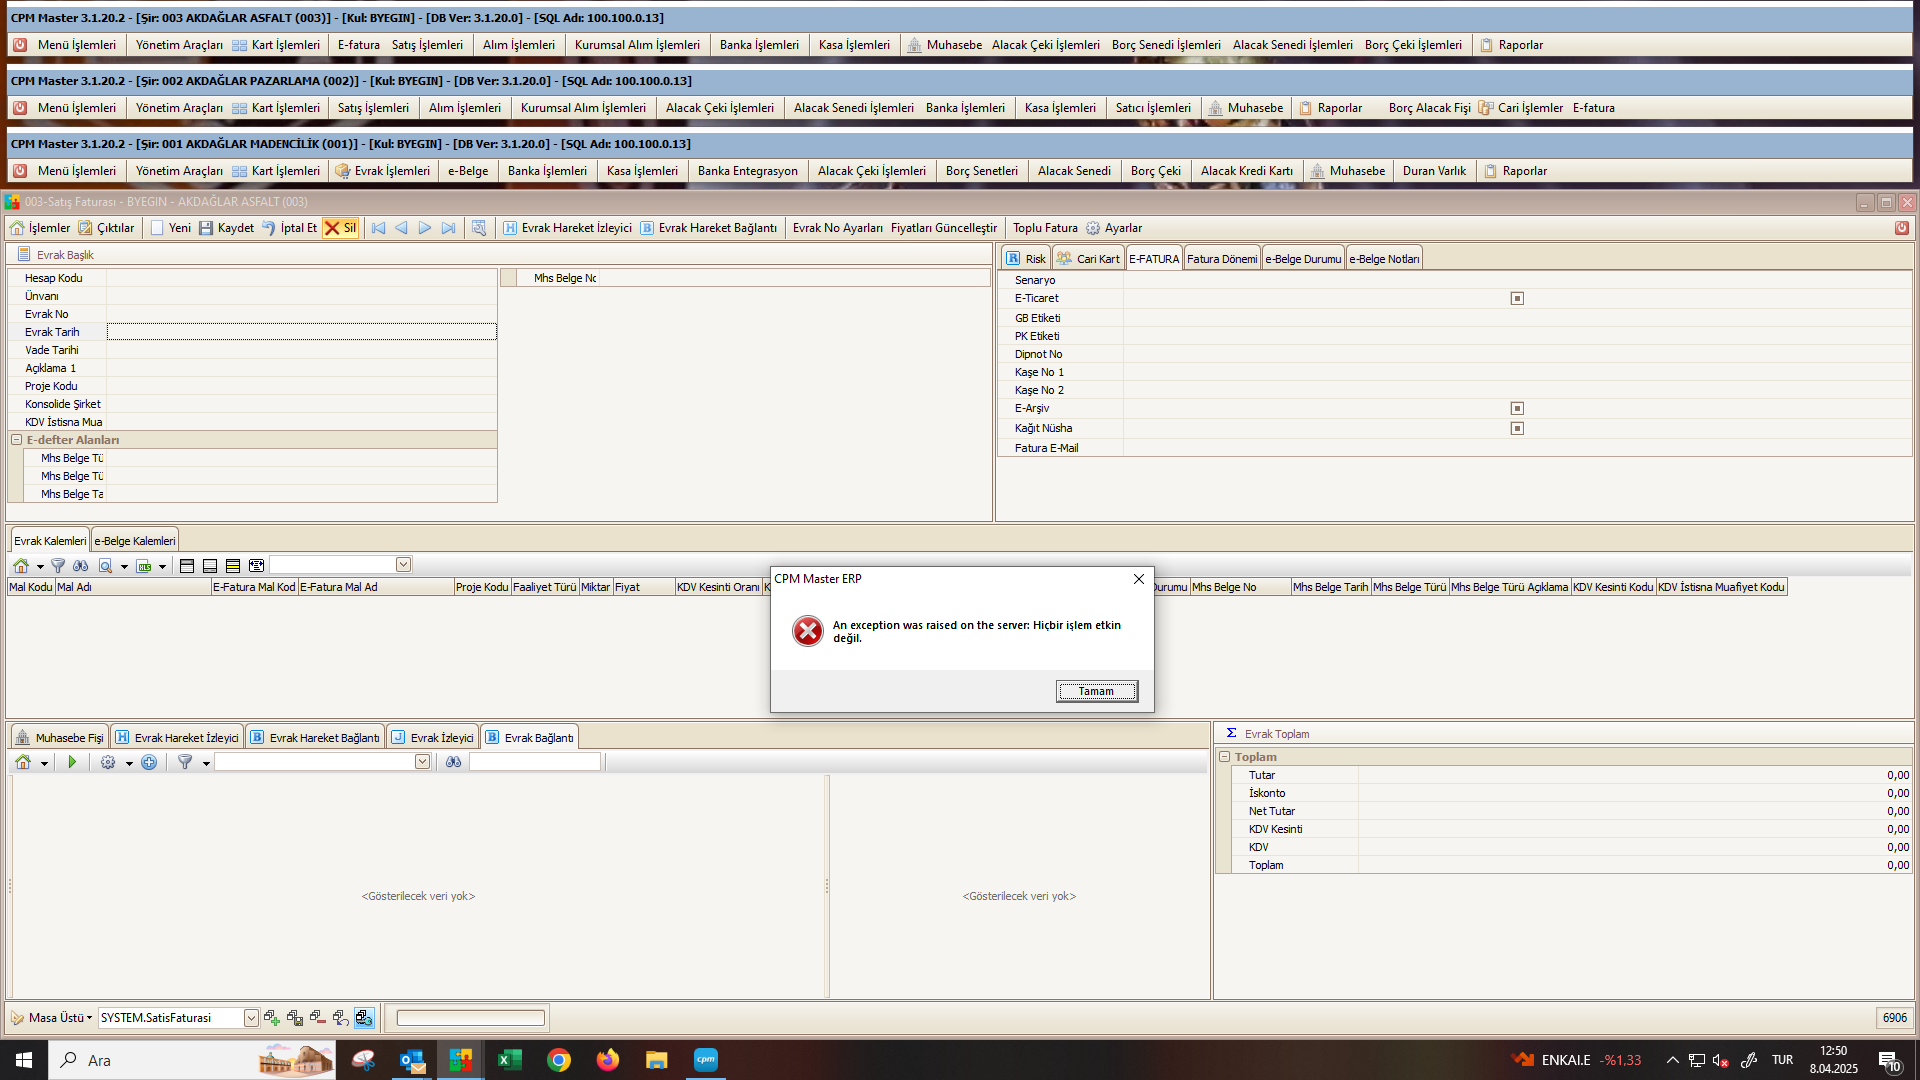 CPM Master 3.1.20.2 - [Şir: 003 AKDAĞLAR ASFALT (003)] - [Kul: BYEGIN] - [DB Ver: 3.1.20.0] - [SQL Adı: 100.100.0.13]
Menü İşlemleri Yönetim Araçları Kart İşlemleri E-fatura Satış İşlemleri Alım İşlemleri Kurumsal Alım İşlemleri Banka İşlemleri Kasa İşlemleri Muhasebe Alacak Çeki İşlemleri Borç Senedi İşlemleri Alacak Senedi İşlemleri Borç Çeki İşlemleri Raporlar
CPM Master 3.1.20.2 - [Şir: 002 AKDAĞLAR PAZARLAMA (002)] - [Kul: BYEGIN] - [DB Ver: 3.1.20.0] - [SQL Adı: 100.100.0.13]
Menü İşlemleri Yönetim Araçları Kart İşlemleri Satış İşlemleri Alım İşlemleri Kurumsal Alım İşlemleri Alacak Çeki İşlemleri Alacak Senedi İşlemleri Banka İşlemleri Kasa İşlemleri Satıcı İşlemleri Muhasebe Raporlar Borç Alacak Fişi Cari İşlemler E-fatura
CPM Master 3.1.20.2 - [Şir: 001 AKDAĞLAR MADENCİLİK (001)] - [Kul: BYEGIN] - [DB Ver: 3.1.20.0] - [SQL Adı: 100.100.0.13]
Menü İşlemleri Yönetim Araçları Kart İşlemleri Evrak İşlemleri e-Belge Banka İşlemleri Kasa İşlemleri Banka Entegrasyon Alacak Çeki İşlemleri Borç Senetleri Alacak Senedi Borç Çeki Alacak Kredi Kartı Muhasebe Duran Varlık Raporlar
003-Satış Faturası - BYEGIN - AKDAĞLAR ASFALT (003)
İşlemler Çıktılar Yeni Kaydet İptal Et Sil Evrak Hareket İzleyici Evrak Hareket Bağlantı Evrak No Ayarları Fiyatları Güncelleştir Toplu Fatura Ayarlar
Evrak Başlık
Hesap Kodu
Ünvanı
Evrak No
Evrak Tarih
Vade Tarihi
Açıklama 1
Proje Kodu
Konsolide Şirket
KDV İstisna Mua
E-defter Alanları
Mhs Belge Tü
Mhs Belge Tü
Mhs Belge Ta
Mhs Belge No
Risk Cari Kart E-FATURA Fatura Dönemi e-Belge Durumu e-Belge Notları
Senaryo
E-Ticaret
GB Etiketi
PK Etiketi
Dipnot No
Kaşe No 1
Kaşe No 2
E-Arşiv
Kağıt Nüsha
Fatura E-Mail
Evrak Kalemleri e-Belge Kalemleri
XLS
Mal Kodu Mal Adı E-Fatura Mal Kod E-Fatura Mal Ad Proje Kodu Faaliyet Türü Miktar Fiyat KDV Kesinti Oranı K Durumu Mhs Belge No Mhs Belge Tarih Mhs Belge Türü Mhs Belge Türü Açıklama KDV Kesinti Kodu KDV İstisna Muafiyet Kodu
CPM Master ERP
An exception was raised on the server: Hiçbir işlem etkin
değil.
Tamam
Muhasebe Fişi Evrak Hareket İzleyici Evrak Hareket Bağlantı Evrak İzleyici Evrak Bağlantı
<Gösterilecek veri yok>
<Gösterilecek veri yok>
Σ Evrak Toplam
Toplam
Tutar 0,00
İskonto 0,00
Net Tutar 0,00
KDV Kesinti 0,00
KDV 0,00
Toplam 0,00
Masa Üstü SYSTEM.SatisFaturasi
6906
Ara
cpm
ENKAI.E -%1,33
TUR
12:50
8.04.2025
10